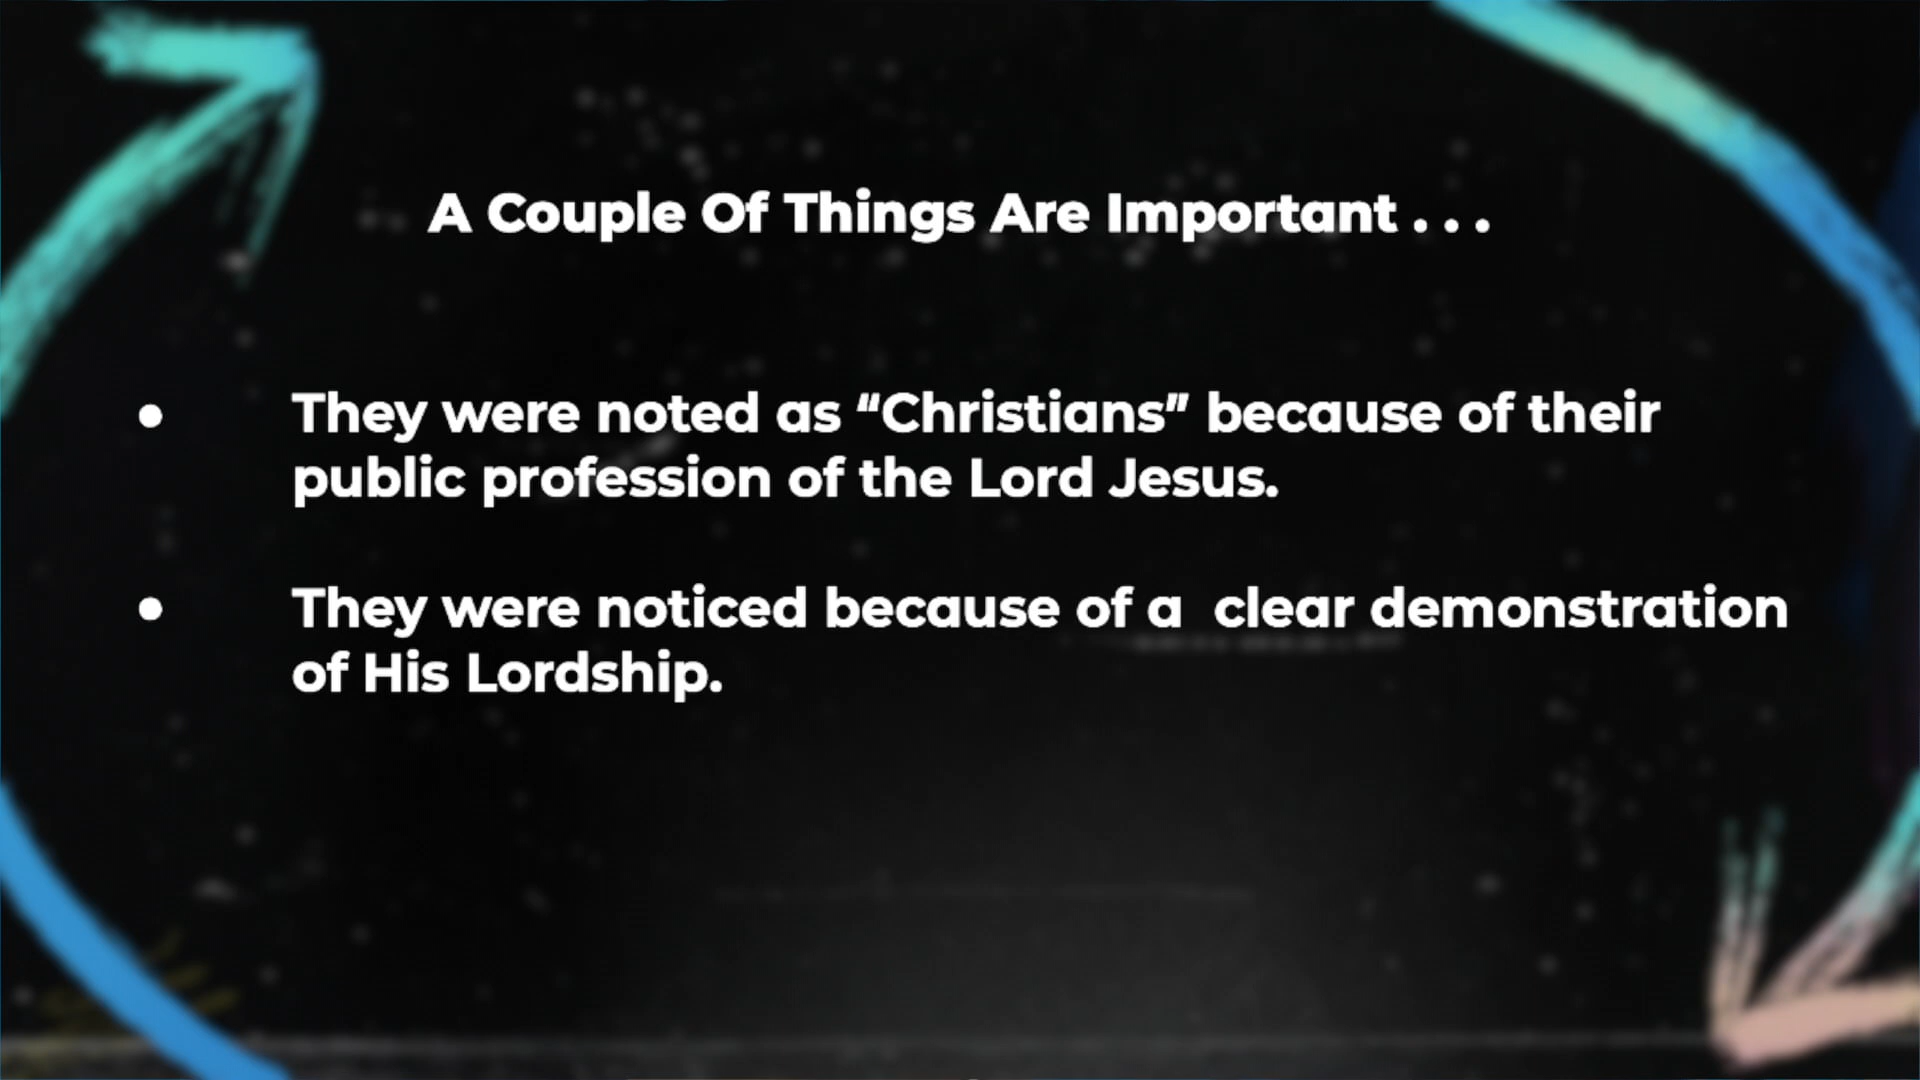 A Couple Of Things Are Important . . .
• They were noted as “Christians” because of their
public profession of the Lord Jesus.
• They were noticed because of a  clear demonstration
of His Lordship.